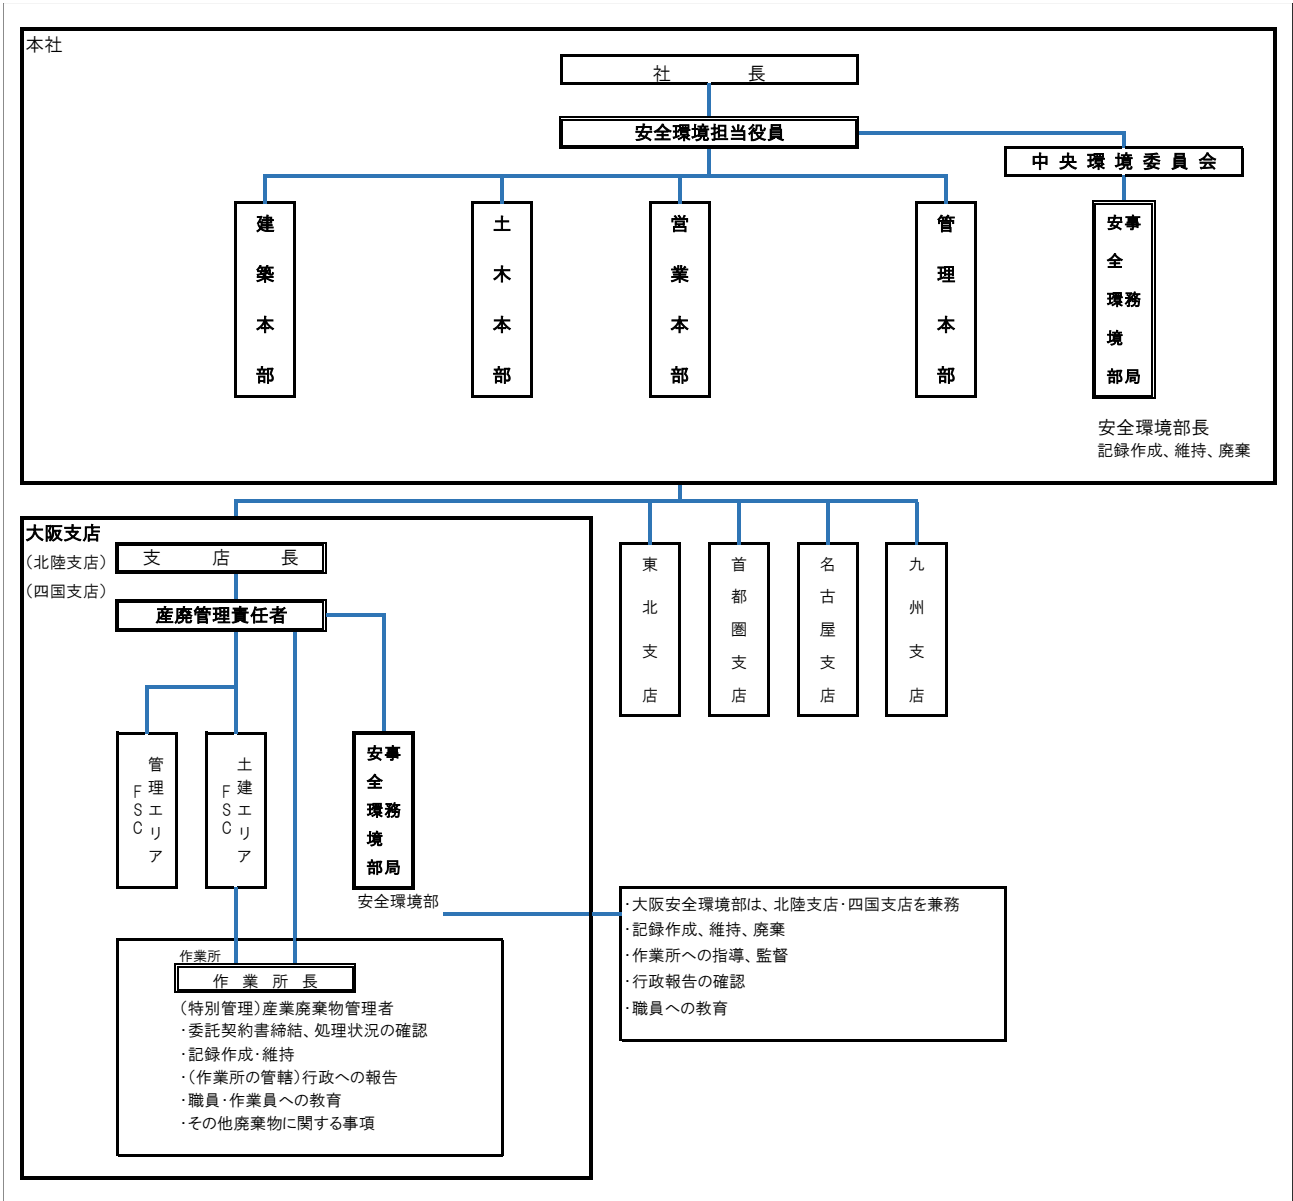 本社
社長
安全環境担当役員
中央環境委員会
建築本部
土木本部
営業本部
管理本部
事務局
安全環境部
安全環境部長
記録作成、維持、廃棄
大阪支店
(北陸支店)
(四国支店)
支店長
産廃管理責任者
東北支店
首都圏支店
名古屋支店
九州支店
管理エリア
FSC
土建エリア
FSC
事務局
安全環境部
安全環境部
・大阪安全環境部は、北陸支店・四国支店を兼務
・記録作成、維持、廃棄
・作業所への指導、監督
・行政報告の確認
・職員への教育
作業所
作業所長
(特別管理)産業廃棄物管理者
・委託契約書締結、処理状況の確認
・記録作成・維持
・(作業所の管轄)行政への報告
・職員・作業員への教育
・その他廃棄物に関する事項